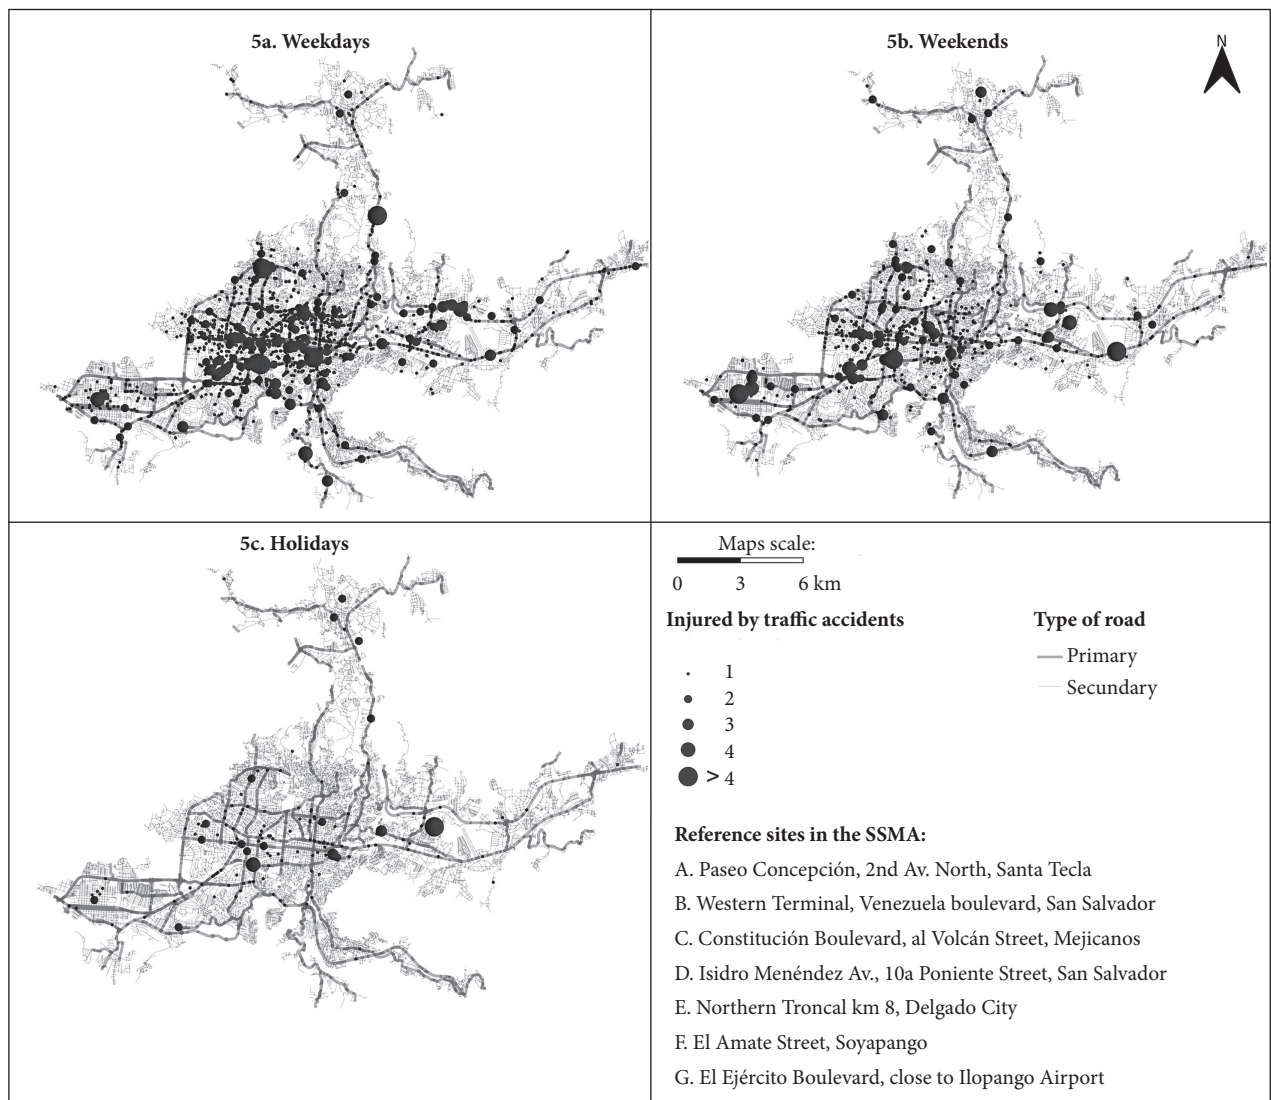 5a. Weekdays
5b. Weekends
N
5c. Holidays
Maps scale:
0 3 6 km
Injured by traffic accidents
1
2
3
4
> 4
Type of road
Primary
Secundary
Reference sites in the SSMA:
A. Paseo Concepción, 2nd Av. North, Santa Tecla
B. Western Terminal, Venezuela boulevard, San Salvador
C. Constitución Boulevard, al Volcán Street, Mejicanos
D. Isidro Menéndez Av., 10a Poniente Street, San Salvador
E. Northern Troncal km 8, Delgado City
F. El Amate Street, Soyapango
G. El Ejército Boulevard, close to Ilopango Airport